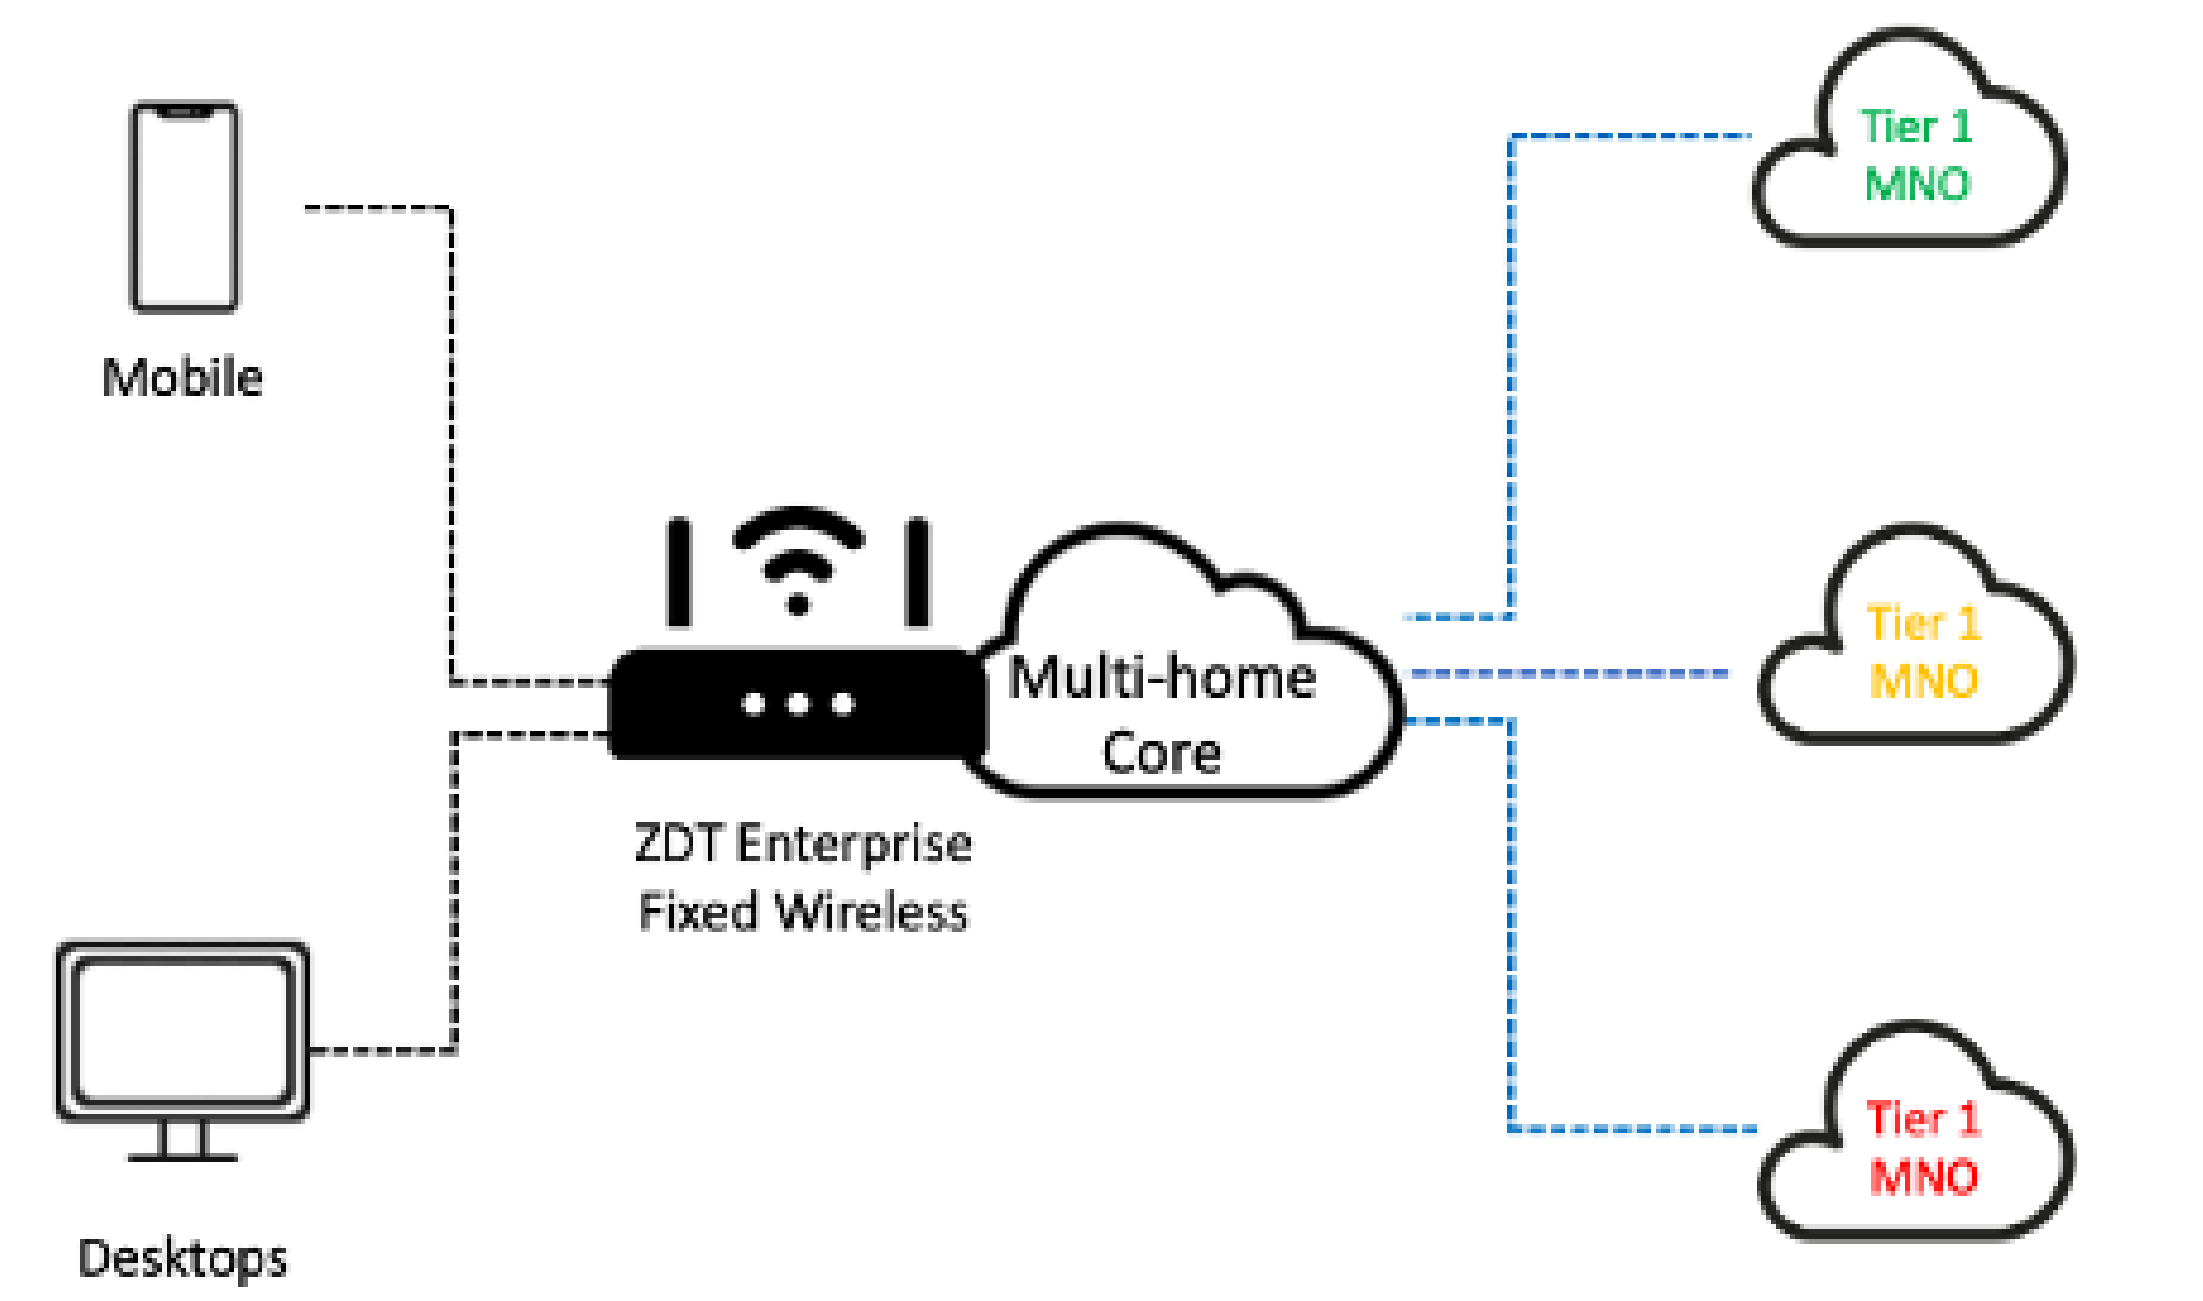 Tier 1
MNO
Mobile
Tier 1
MNO
Multi-home
Core
ZDT Enterprise
Fixed Wireless
Tier 1
MNO
Desktops